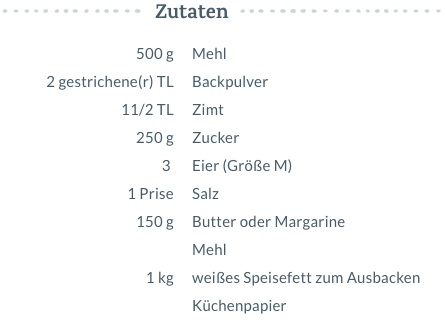 Zutaten
500 g Mehl
2 gestrichene(r) TL Backpulver
11/2 TL Zimt
250 g Zucker
3 Eier (Größe M)
1 Prise Salz
150 g Butter oder Margarine
Mehl
1 kg weißes Speisefett zum Ausbacken
Küchenpapier